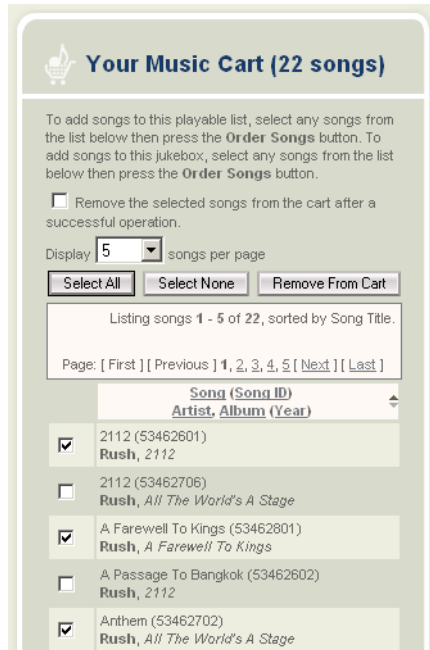 Your Music Cart (22 songs)
To add songs to this playable list, select any songs from
the list below then press the Order Songs button. To
add songs to this jukebox, select any songs from the list
below then press the Order Songs button.
Remove the selected songs from the cart after a
successful operation.
Display 5 songs per page
Select All Select None Remove From Cart
Listing songs 1 - 5 of 22, sorted by Song Title.
Page: [ First ] [ Previous ] 1, 2, 3, 4, 5 [ Next ] [ Last ]
Song (Song ID)
Artist, Album (Year)
2112 (53462601)
Rush, 2112
2112 (53462706)
Rush, All The World's A Stage
A Farewell To Kings (53462801)
Rush, A Farewell To Kings
A Passage To Bangkok (53462602)
Rush, 2112
Anthem (53462702)
Rush, All The World's A Stage